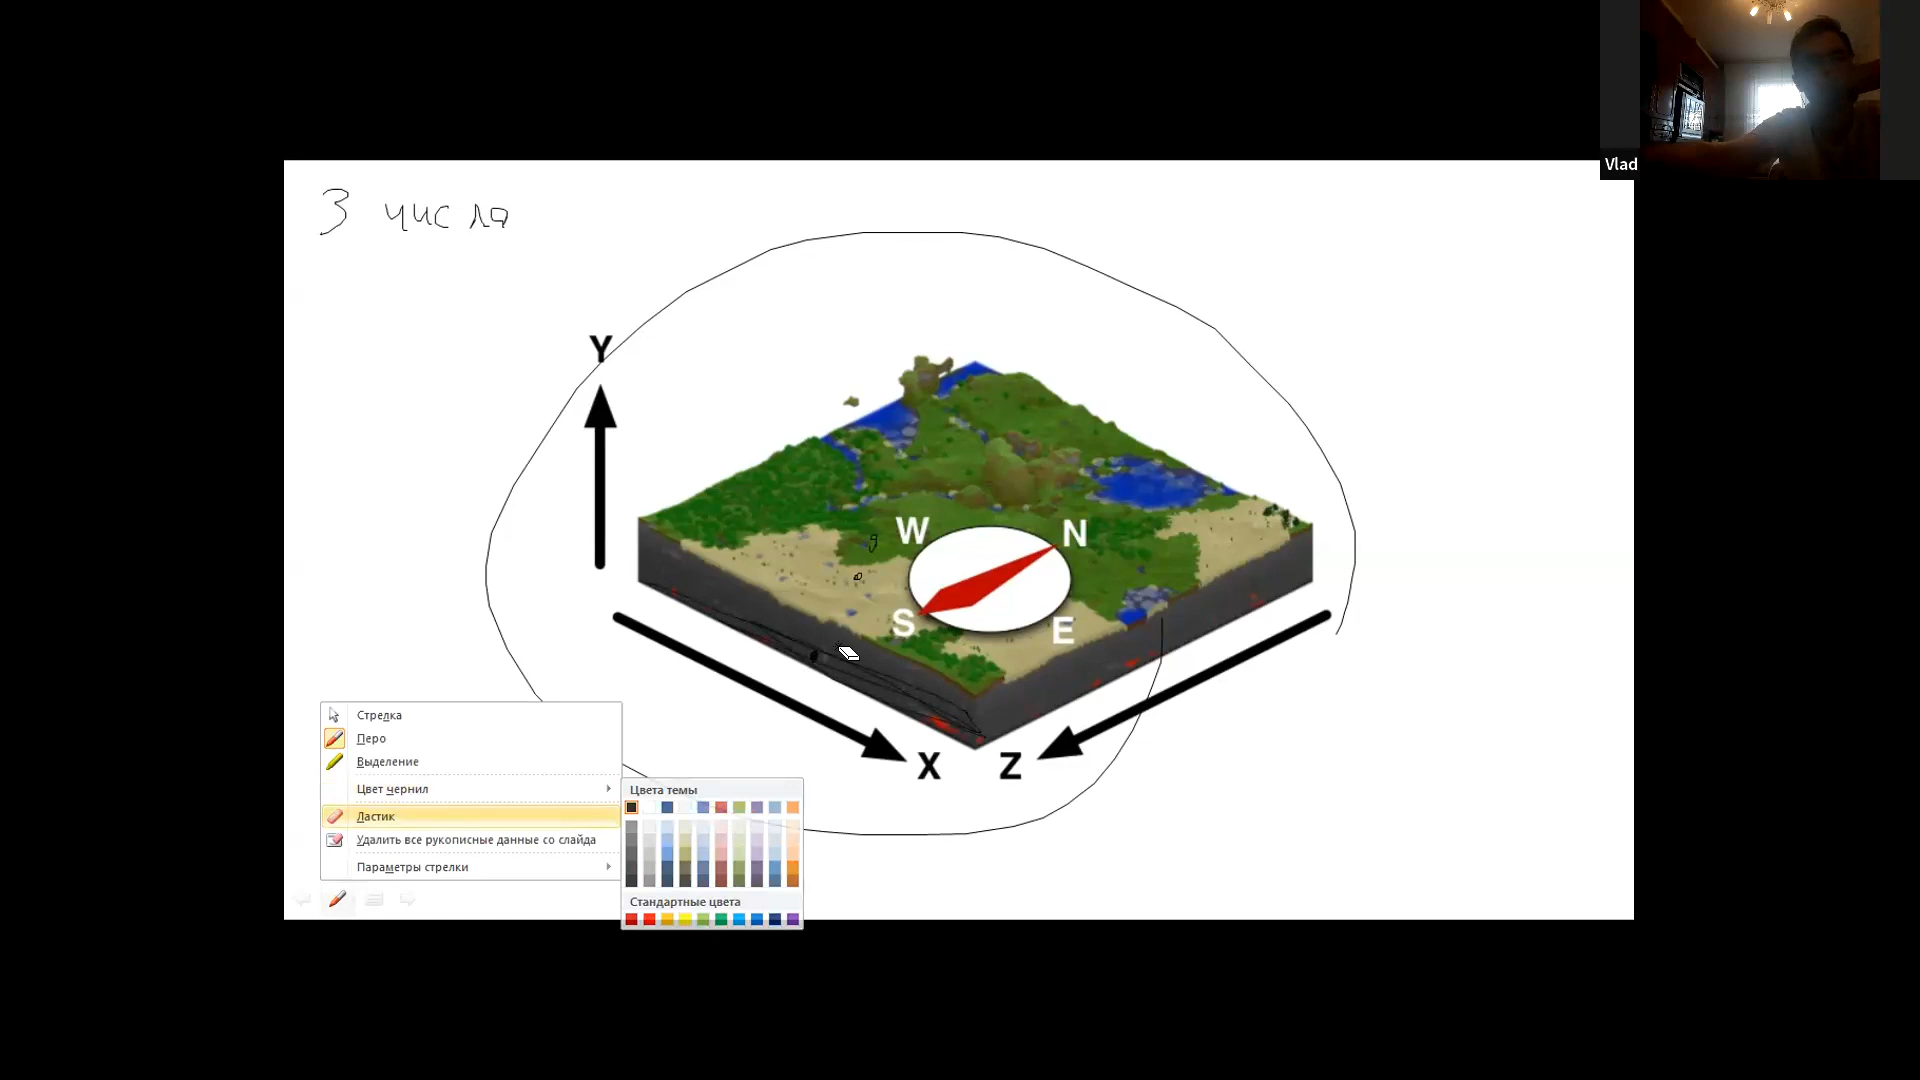 Vlad
3 числа
Y
W
N
S
E
X
Z
Стрелка
Перо
Выделение
Цвет чернил
Ластик
Удалить все рукописные данные со слайда
Параметры стрелки
Цвета темы
Стандартные цвета